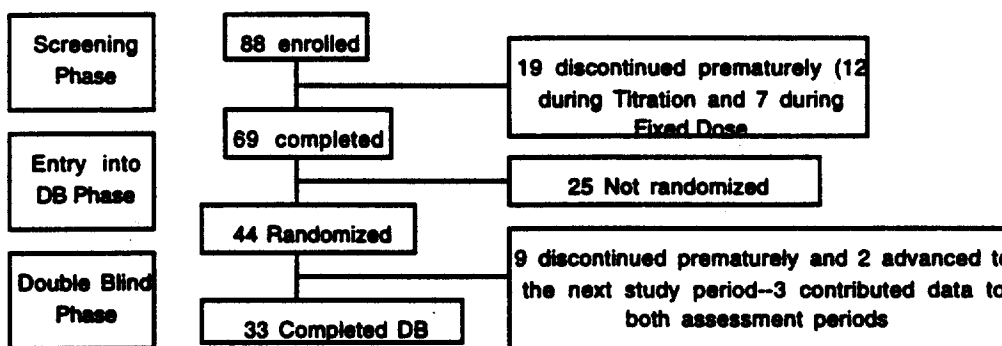 Screening
Phase
88 enrolled
19 discontinued prematurely (12
during Titration and 7 during
Fixed Dose
69 completed
Entry into
DB Phase
25 Not randomized
44 Randomized
Double Blind
Phase
9 discontinued prematurely and 2 advanced to
the next study period--3 contributed data to
both assessment periods
33 Completed DB